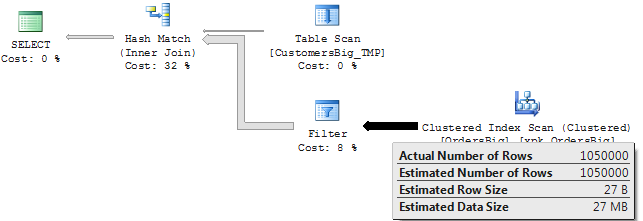 SELECT
Cost: 0 %
Hash Match
(Inner Join)
Cost: 32 %
Table Scan
[CustomersBig_TMP]
Cost: 0 %
Filter
Cost: 8 %
Clustered Index Scan (Clustered)
[OrdersBig].[xpk_OrdersBig]
Actual Number of Rows 1050000
Estimated Number of Rows 1050000
Estimated Row Size 27 B
Estimated Data Size 27 MB